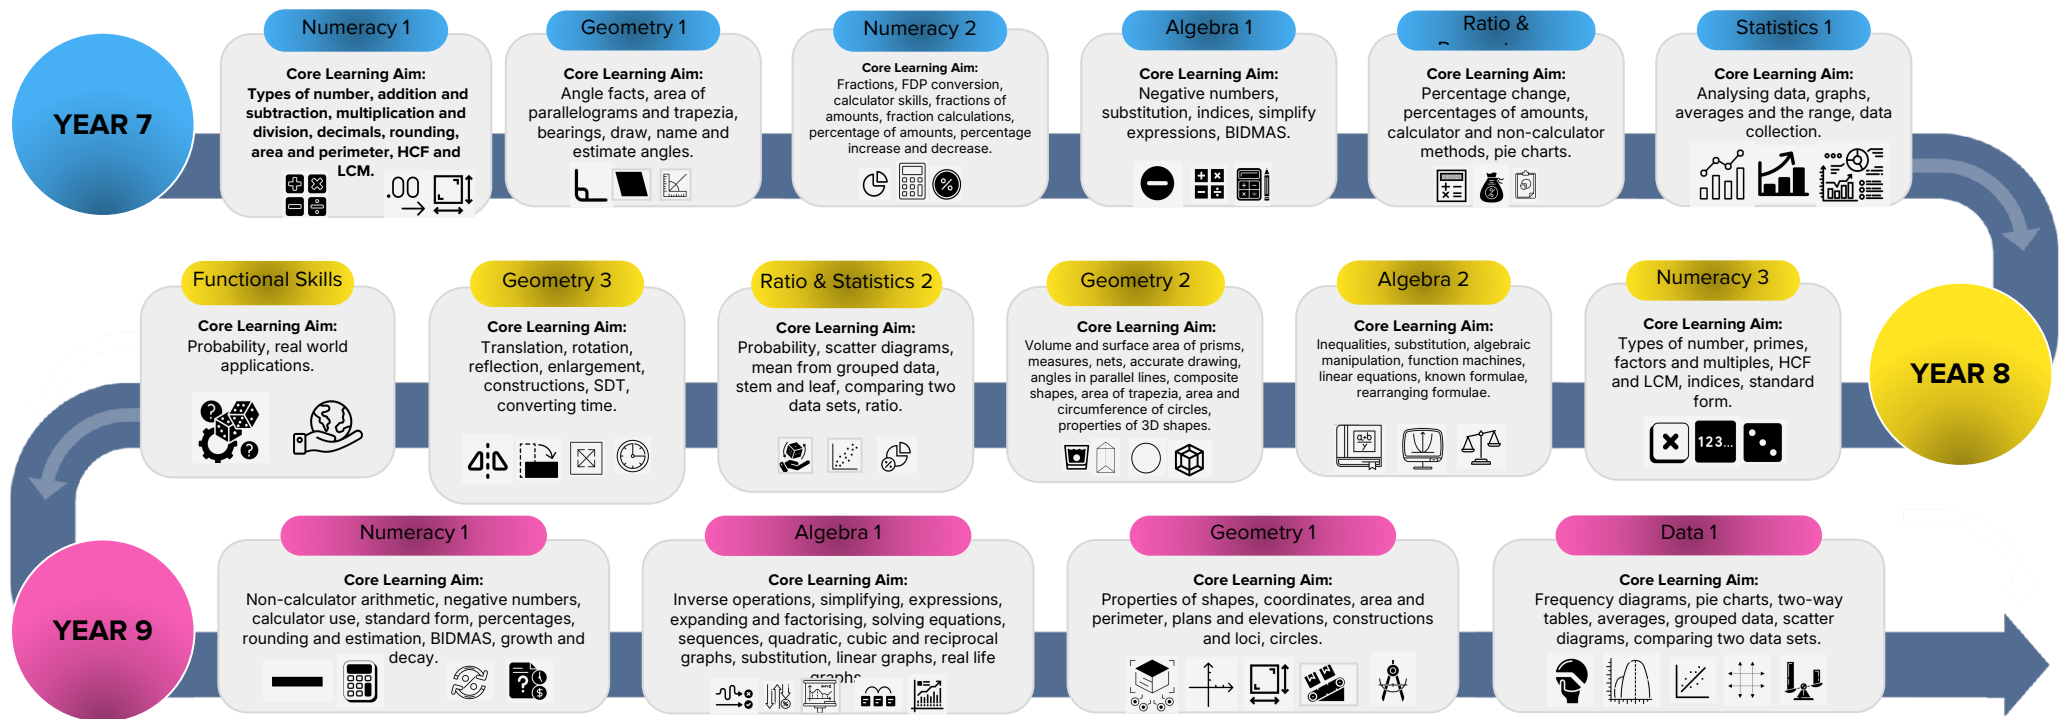 YEAR 7
Numeracy 1
Core Learning Aim:
Types of number, addition and
subtraction, multiplication and
division, decimals, rounding,
area and perimeter, HCF and
LCM.
.00
Geometry 1
Core Learning Aim:
Angle facts, area of
parallelograms and trapezia,
bearings, draw, name and
estimate angles.
Numeracy 2
Core Learning Aim:
Fractions, FDP conversion,
calculator skills, fractions of
amounts, fraction calculations,
percentage of amounts, percentage
increase and decrease.
Algebra 1
Core Learning Aim:
Negative numbers,
substitution, indices, simplify
expressions, BIDMAS.
Ratio &
Core Learning Aim:
Percentage change,
percentages of amounts,
calculator and non-calculator
methods, pie charts.
Statistics 1
Core Learning Aim:
Analysing data, graphs,
averages and the range, data
collection.
YEAR 8
Numeracy 3
Core Learning Aim:
Types of number, primes,
factors and multiples, HCF
and LCM, indices, standard
form.
123...
Algebra 2
Core Learning Aim:
Inequalities, substitution, algebraic
manipulation, function machines,
linear equations, known formulae,
rearranging formulae.
a+b
y
Geometry 2
Core Learning Aim:
Volume and surface area of prisms,
measures, nets, accurate drawing,
angles in parallel lines, composite
shapes, area of trapezia, area and
circumference of circles,
properties of 3D shapes.
Ratio & Statistics 2
Core Learning Aim:
Probability, scatter diagrams,
mean from grouped data,
stem and leaf, comparing two
data sets, ratio.
Geometry 3
Core Learning Aim:
Translation, rotation,
reflection, enlargement,
constructions, SDT,
converting time.
Functional Skills
Core Learning Aim:
Probability, real world
applications.
YEAR 9
Numeracy 1
Core Learning Aim:
Non-calculator arithmetic, negative numbers,
calculator use, standard form, percentages,
rounding and estimation, BIDMAS, growth and
decay.
Algebra 1
Core Learning Aim:
Inverse operations, simplifying, expressions,
expanding and factorising, solving equations,
sequences, quadratic, cubic and reciprocal
graphs, substitution, linear graphs, real life
graphs
Geometry 1
Core Learning Aim:
Properties of shapes, coordinates, area and
perimeter, plans and elevations, constructions
and loci, circles.
Data 1
Core Learning Aim:
Frequency diagrams, pie charts, two-way
tables, averages, grouped data, scatter
diagrams, comparing two data sets.